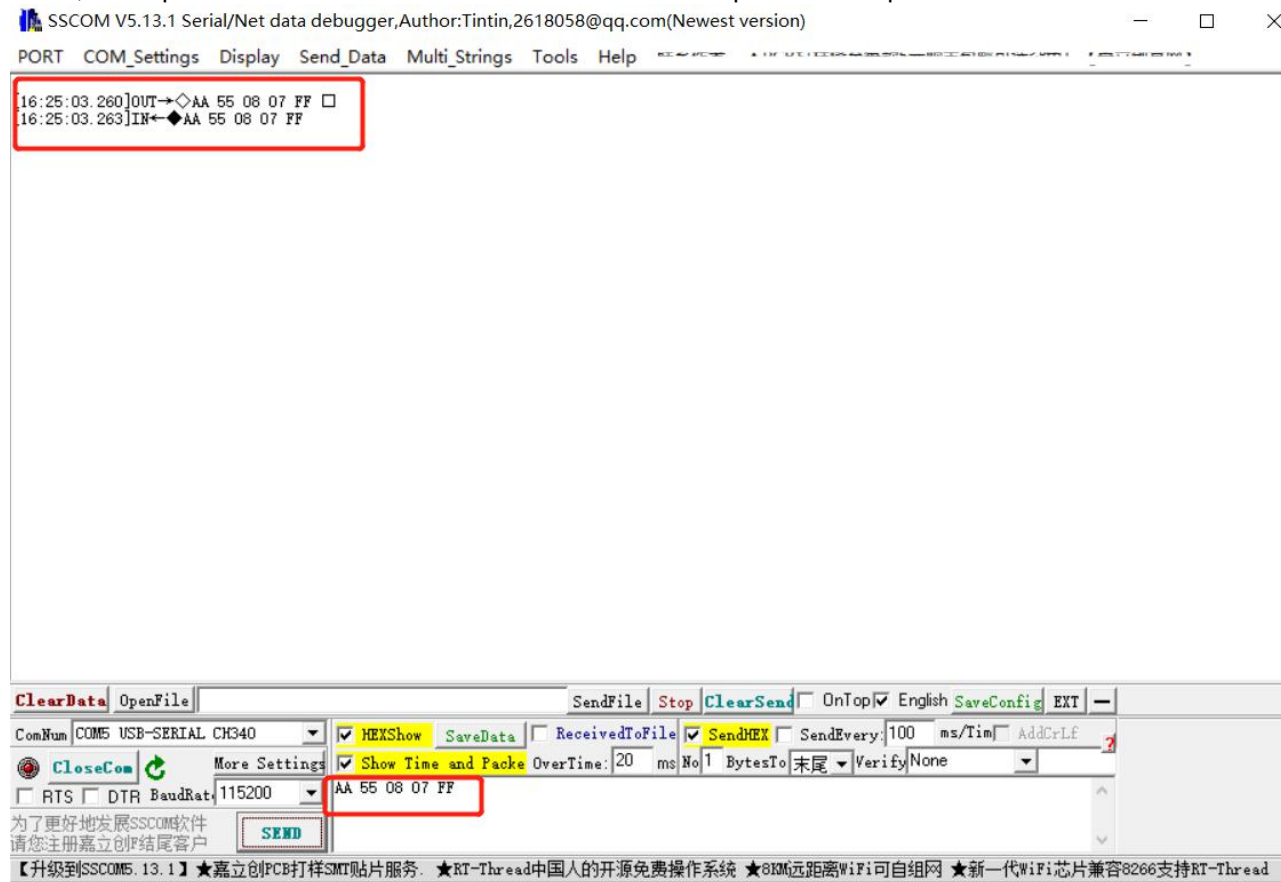 SSCOM V5.13.1 Serial/Net data debugger,Author:Tintin,2618058@qq.com(Newest version)
PORT COM_Settings Display Send_Data Multi_Strings Tools Help
[16:25:03.260]OUT→◇AA 55 08 07 FF □
[16:25:03.263]IN←◆AA 55 08 07 FF
ClearData OpenFile SendFile Stop ClearSend OnTop English SaveConfig EXT —
ComNum COM5 USB-SERIAL CH340 HEXShow SaveData ReceivedToFile SendHEX SendEvery: 100 ms/Tim AddCrLf ?
CloseCom More Settings Show Time and Packe OverTime: 20 ms No 1 BytesTo 末尾 Verify None
RTS DTR BaudRat: 115200 AA 55 08 07 FF
为了更好地发展SSCOM软件
请您注册嘉立创F结尾客户 SEND
【升级到SSCOM5.13.1】★嘉立创PCB打样SMT贴片服务. ★RT-Thread中国人的开源免费操作系统 ★8KM远距离WiFi可自组网 ★新一代WiFi芯片兼容8266支持RT-Thread